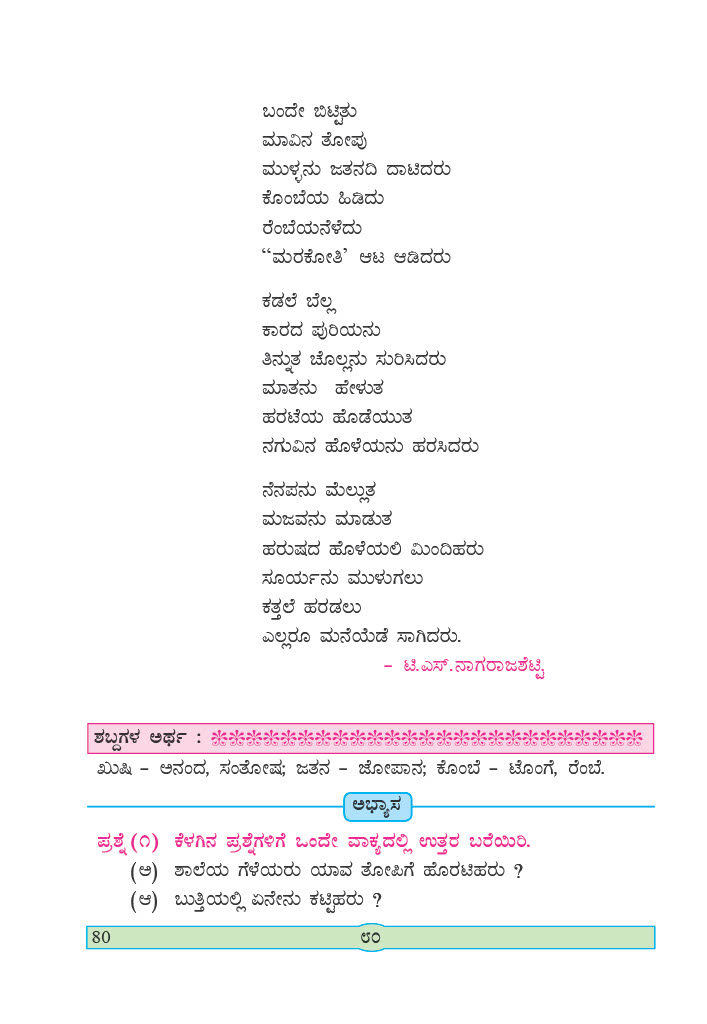 ಬಂದೇ ಬಿಟ್ಟಿತು
ಮಾವಿನ ತೋಪು
ಮುಳ್ಳನು ಜತನದಿ ದಾಟಿದರು
ಕೊಂಬೆಯ ಹಿಡಿದು
ರೆಂಬೆಯನೆಳೆದು
“ಮರಕೋತಿ’ ಆಟ ಆಡಿದರು
ಕಡಲೆ ಬೆಲ್ಲ
ಕಾರದ ಪುರಿಯನು
ತಿನ್ನುತ ಚೊಲ್ಲನು ಸುರಿಸಿದರು
ಮಾತನು ಹೇಳುತ
ಹರಟೆಯ ಹೊಡೆಯುತ
ನಗುವಿನ ಹೊಳೆಯನು ಹರಸಿದರು
ನೆನಪನು ಮೆಲ್ಲುತ
ಮಜವನು ಮಾಡುತ
ಹರುಷದ ಹೊಳೆಯಲಿ ಮಿಂದಿಹರು
ಸೂರ್ಯನು ಮುಳುಗಲು
ಕತ್ತಲೆ ಹರಡಲು
ಎಲ್ಲರೂ ಮನೆಯೆಡೆ ಸಾಗಿದರು.
– ಟಿ.ಎಸ್.ನಾಗರಾಜಶೆಟ್ಟಿ
ಶಬ್ದಗಳ ಅರ್ಥ :
ಖುಷಿ – ಆನಂದ, ಸಂತೋಷ; ಜತನ – ಜೋಪಾನ; ಕೊಂಬೆ – ಟೊಂಗೆ, ರೆಂಬೆ.
ಅಭ್ಯಾಸ
ಪ್ರಶ್ನೆ (೧) ಕೆಳಗಿನ ಪ್ರಶ್ನೆಗಳಿಗೆ ಒಂದೇ ವಾಕ್ಯದಲ್ಲಿ ಉತ್ತರ ಬರೆಯಿರಿ.
(ಅ) ಶಾಲೆಯ ಗೆಳೆಯರು ಯಾವ ತೋಪಿಗೆ ಹೊರಟಿಹರು ?
(ಆ) ಬುತ್ತಿಯಲ್ಲಿ ಏನೇನು ಕಟ್ಟಿಹರು ?
80 ೮೦